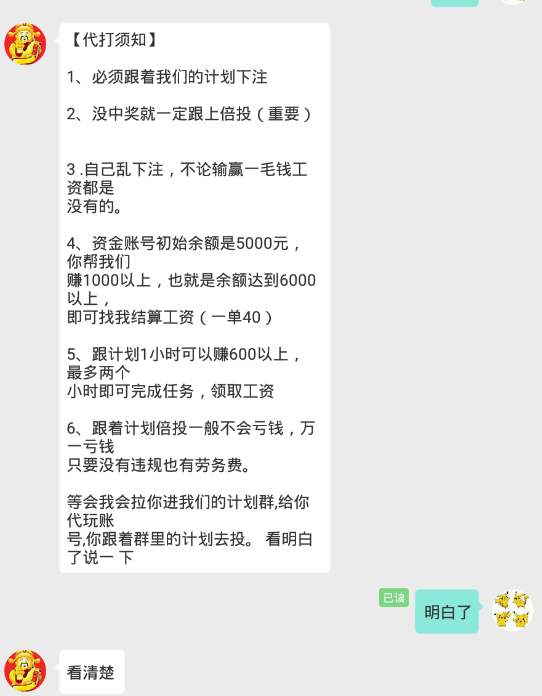 【代打须知】
1、必须跟着我们的计划下注
2、没中奖就一定跟上倍投（重要）
3 .自己乱下注，不论输赢一毛钱工
资都是
没有的。
4、资金账号初始余额是5000元，
你帮我们
赚1000以上，也就是余额达到6000
以上，
即可找我结算工资（一单40）
5、跟计划1小时可以赚600以上，
最多两个
小时即可完成任务，领取工资
6、跟着计划倍投一般不会亏钱，万
一亏钱
只要没有违规也有劳务费。
等会我会拉你进我们的计划群,给你
代玩账
号,你跟着群里的计划去投。 看明白
了说一 下
已读
明白了
看清楚